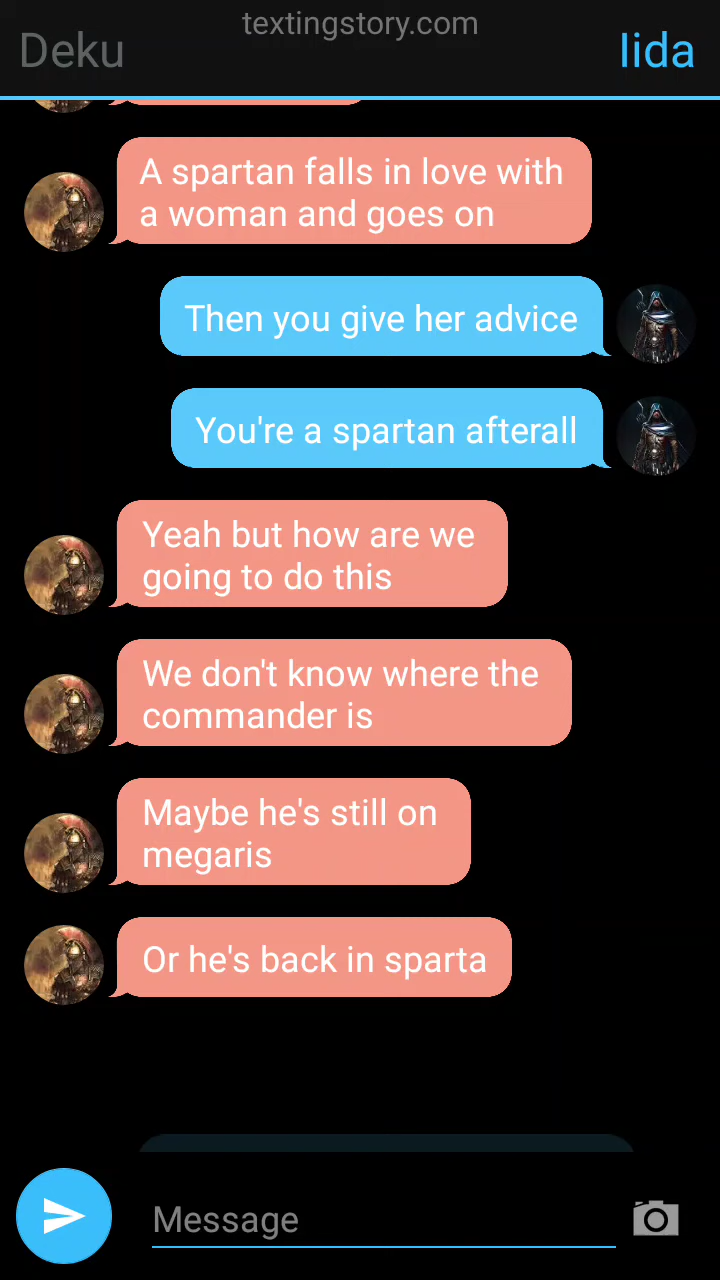 textingstory.com
Deku
Iida
A spartan falls in love with
a woman and goes on
Then you give her advice
You're a spartan afterall
Yeah but how are we
going to do this
We don't know where the
commander is
Maybe he's still on
megaris
Or he's back in sparta
Message